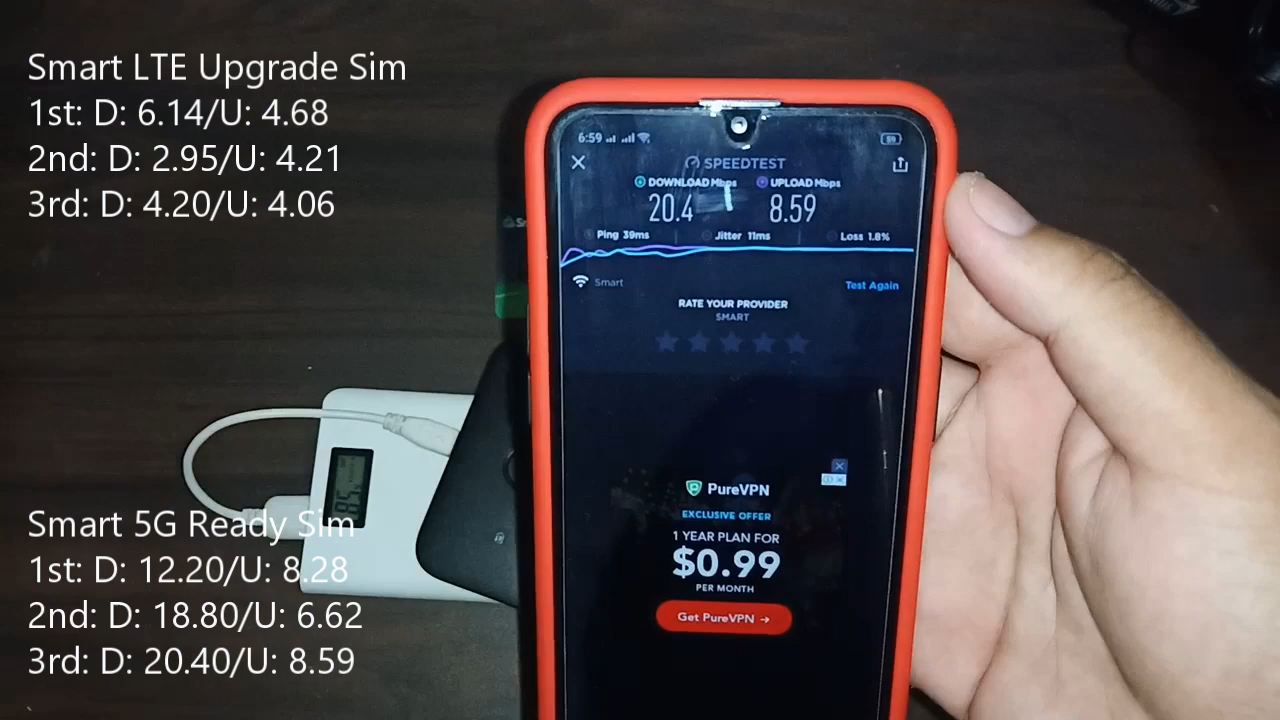 Smart LTE Upgrade Sim
1st: D: 6.14/U: 4.68
2nd: D: 2.95/U: 4.21
3rd: D: 4.20/U: 4.06
6:59
SPEEDTEST
DOWNLOAD Mbps UPLOAD Mbps
20.4 8.59
Ping 39ms Jitter 11ms Loss 1.8%
Smart Test Again
RATE YOUR PROVIDER
SMART
PureVPN
EXCLUSIVE OFFER
1 YEAR PLAN FOR
$0.99
PER MONTH
Get PureVPN →
Smart 5G Ready Sim
1st: D: 12.20/U: 8.28
2nd: D: 18.80/U: 6.62
3rd: D: 20.40/U: 8.59